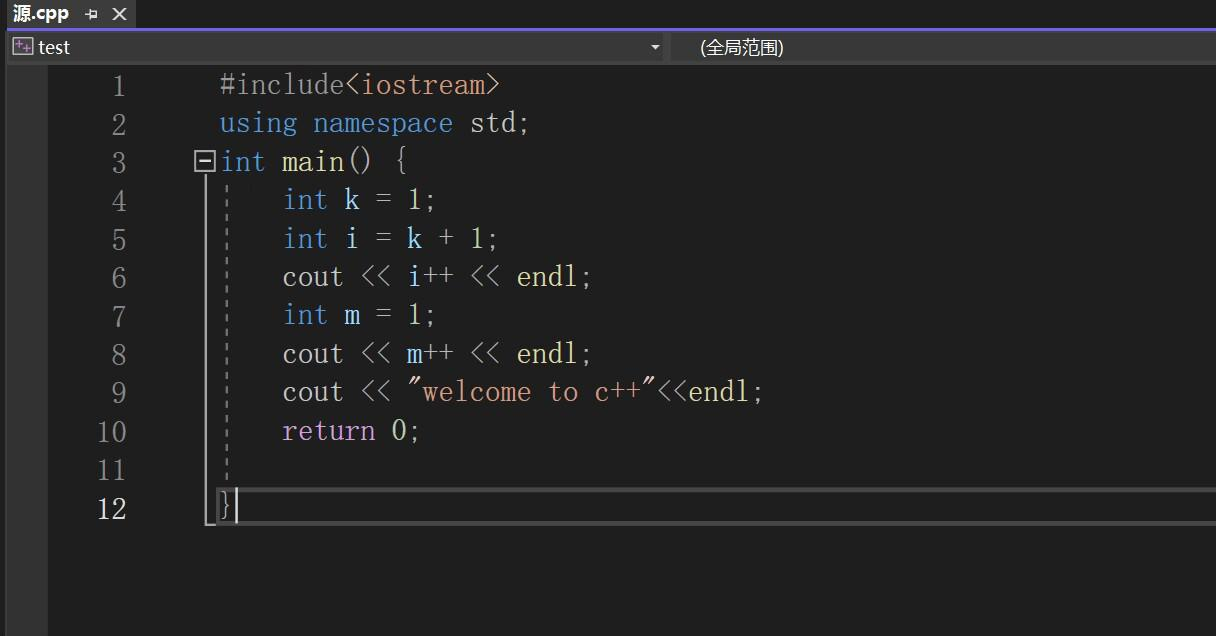 源.cpp
test (全局范围)
1 #include<iostream>
2 using namespace std;
3 int main() {
4 int k = 1;
5 int i = k + 1;
6 cout << i++ << endl;
7 int m = 1;
8 cout << m++ << endl;
9 cout << "welcome to c++"<<endl;
10 return 0;
11
12 }